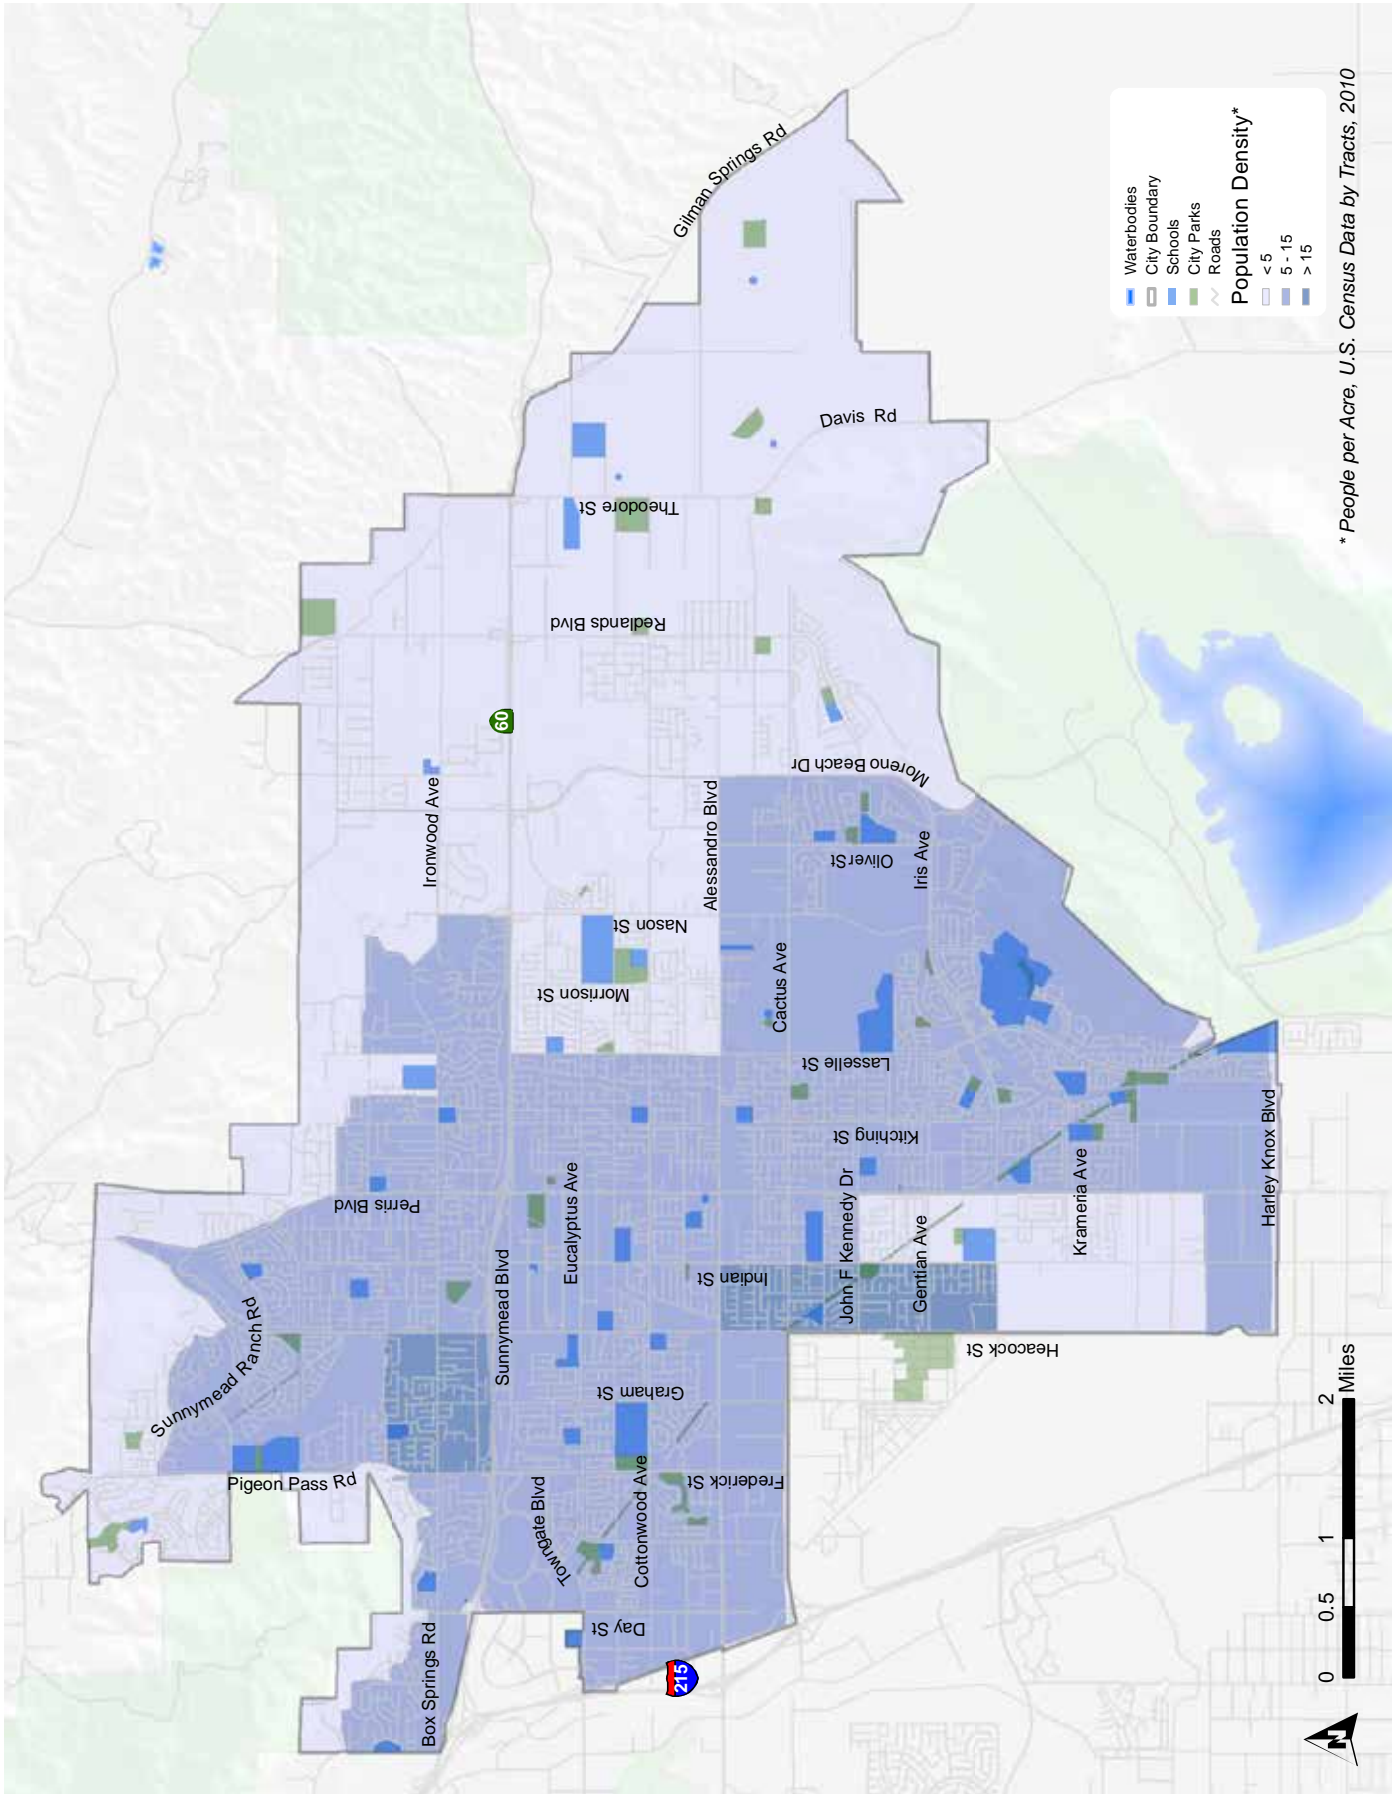 Gilman Springs Rd
Davis Rd
Theodore St
Redlands Blvd
60
Moreno Beach Dr
Ironwood Ave
Alessandro Blvd
Oliver St
Iris Ave
Nason St
Morrison St
Cactus Ave
Lasselle St
Kitching St
Perris Blvd
Eucalyptus Ave
John F Kennedy Dr
Gentian Ave
Krameria Ave
Harley Knox Blvd
Indian St
Sunnymead Blvd
Sunnymead Ranch Rd
Heacock St
Graham St
Pigeon Pass Rd
Frederick St
Towngate Blvd
Cottonwood Ave
Day St
Box Springs Rd
215
Waterbodies
City Boundary
Schools
City Parks
Roads
Population Density*
< 5
5 - 15
> 15
* People per Acre, U.S. Census Data by Tracts, 2010
0 0.5 1 2 Miles
N